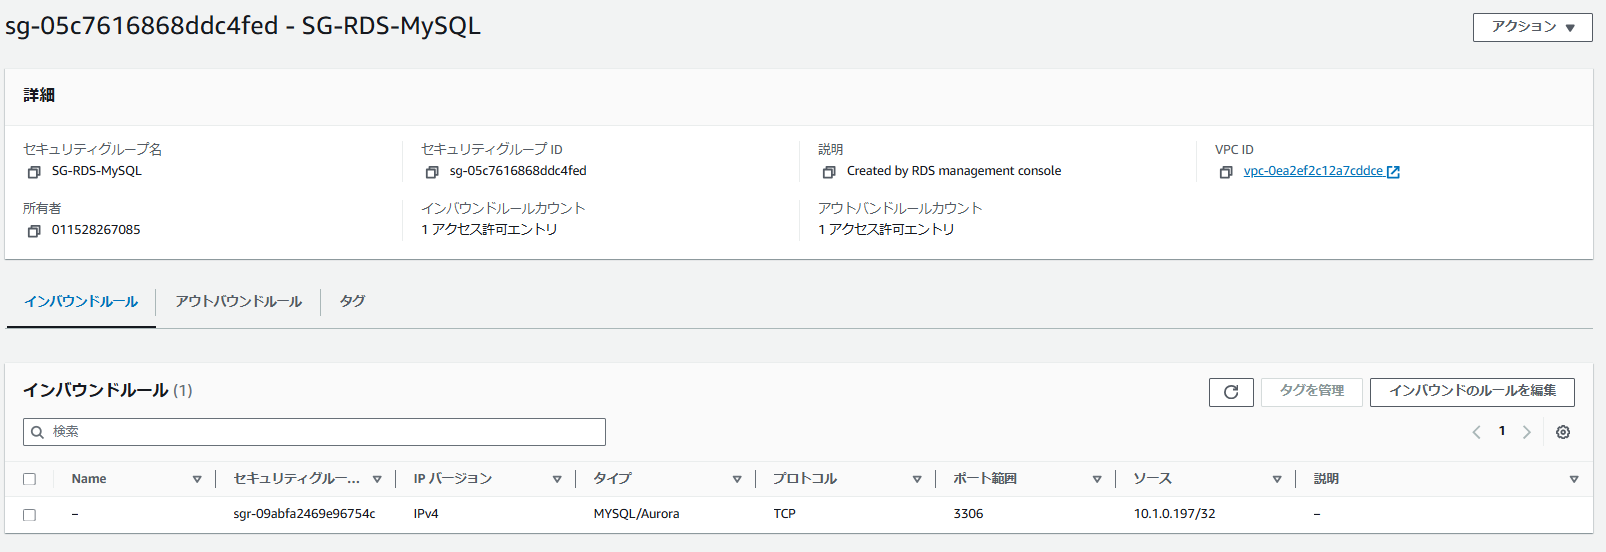 sg-05c7616868ddc4fed - SG-RDS-MySQL
アクション
詳細
セキュリティグループ名
SG-RDS-MySQL
セキュリティグループ ID
sg-05c7616868ddc4fed
説明
Created by RDS management console
VPC ID
vpc-0ea2ef2c12a7cddce
所有者
011528267085
インバウンドルールカウント
1 アクセス許可エントリ
アウトバンドルールカウント
1 アクセス許可エントリ
インバウンドルール アウトバウンドルール タグ
インバウンドルール (1)
タグを管理 インバウンドのルールを編集
検索
1
Name セキュリティグルー... IP バージョン タイプ プロトコル ポート範囲 ソース 説明
– sgr-09abfa2469e96754c IPv4 MYSQL/Aurora TCP 3306 10.1.0.197/32 –